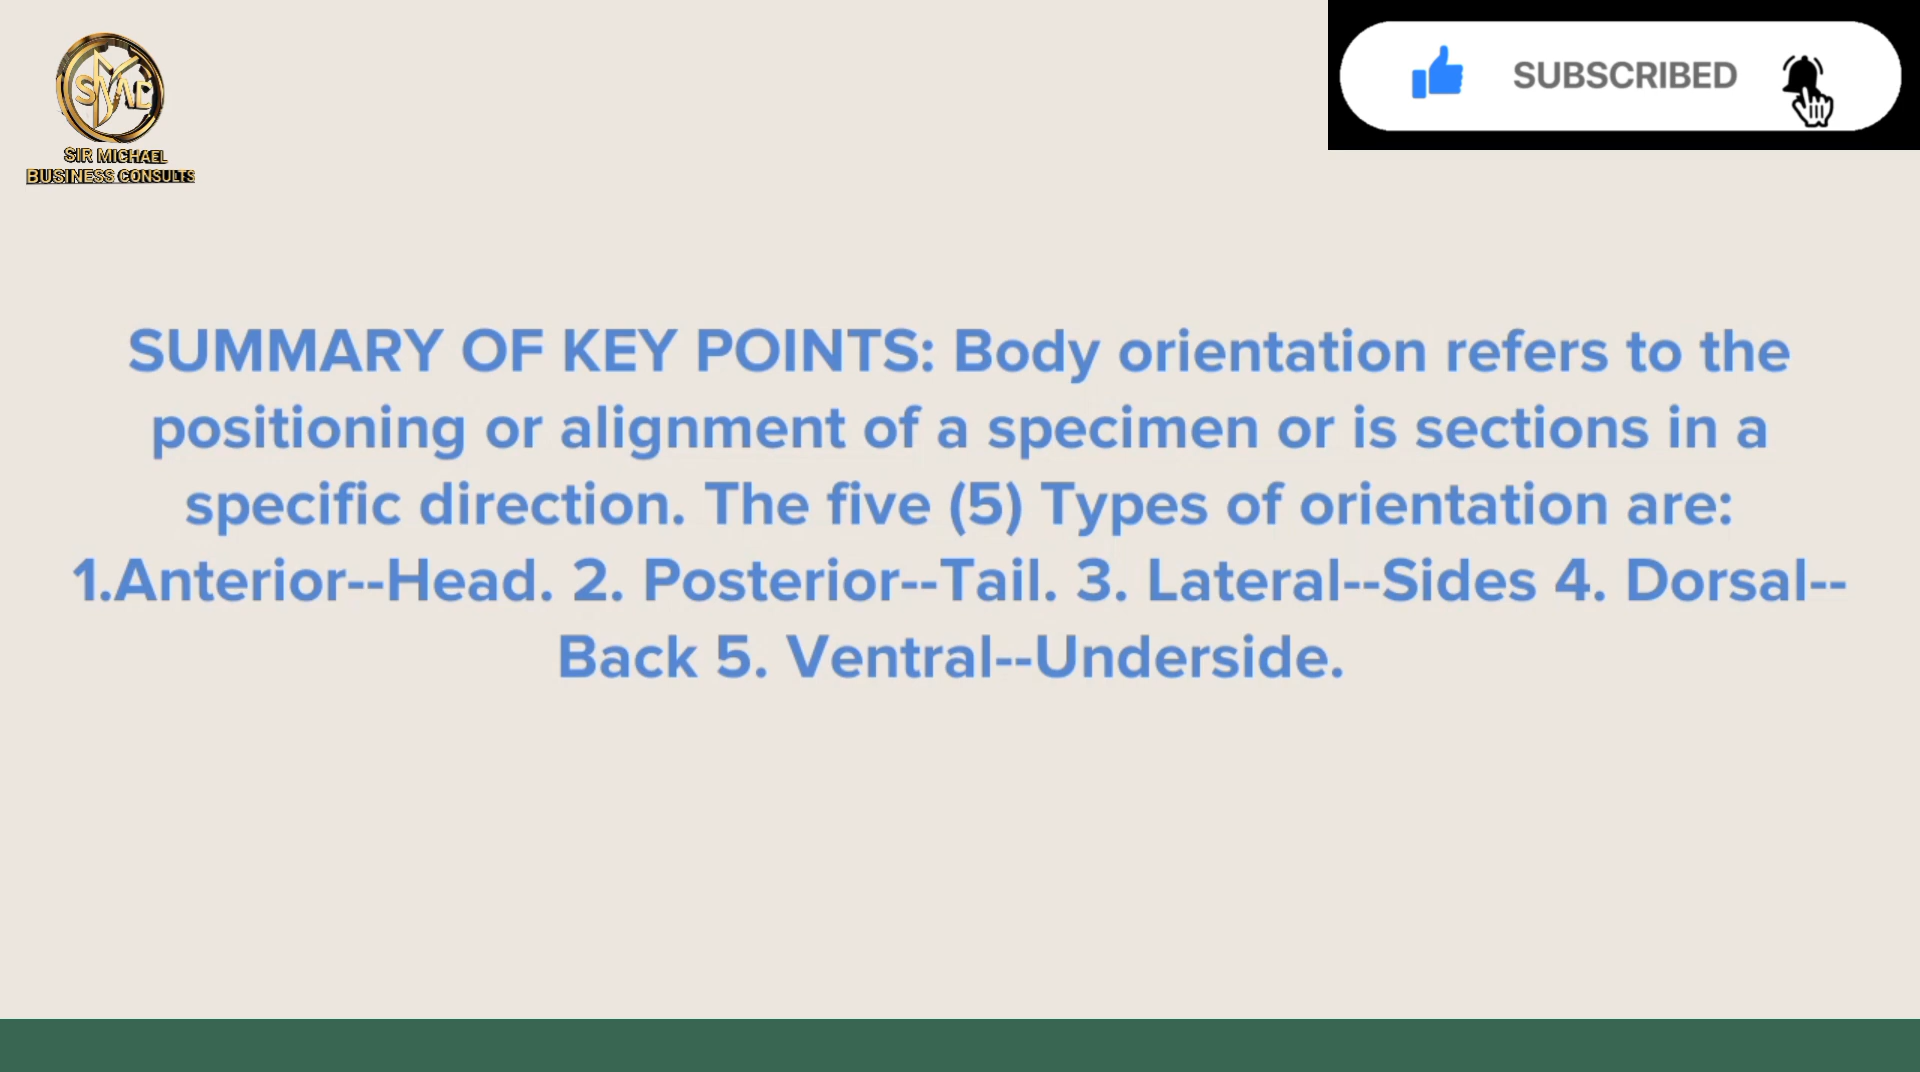 SMC
SIR MICHAEL
BUSINESS CONSULTS
SUBSCRIBED
SUMMARY OF KEY POINTS: Body orientation refers to the
positioning or alignment of a specimen or is sections in a
specific direction. The five (5) Types of orientation are:
1.Anterior--Head. 2. Posterior--Tail. 3. Lateral--Sides 4. Dorsal--
Back 5. Ventral--Underside.